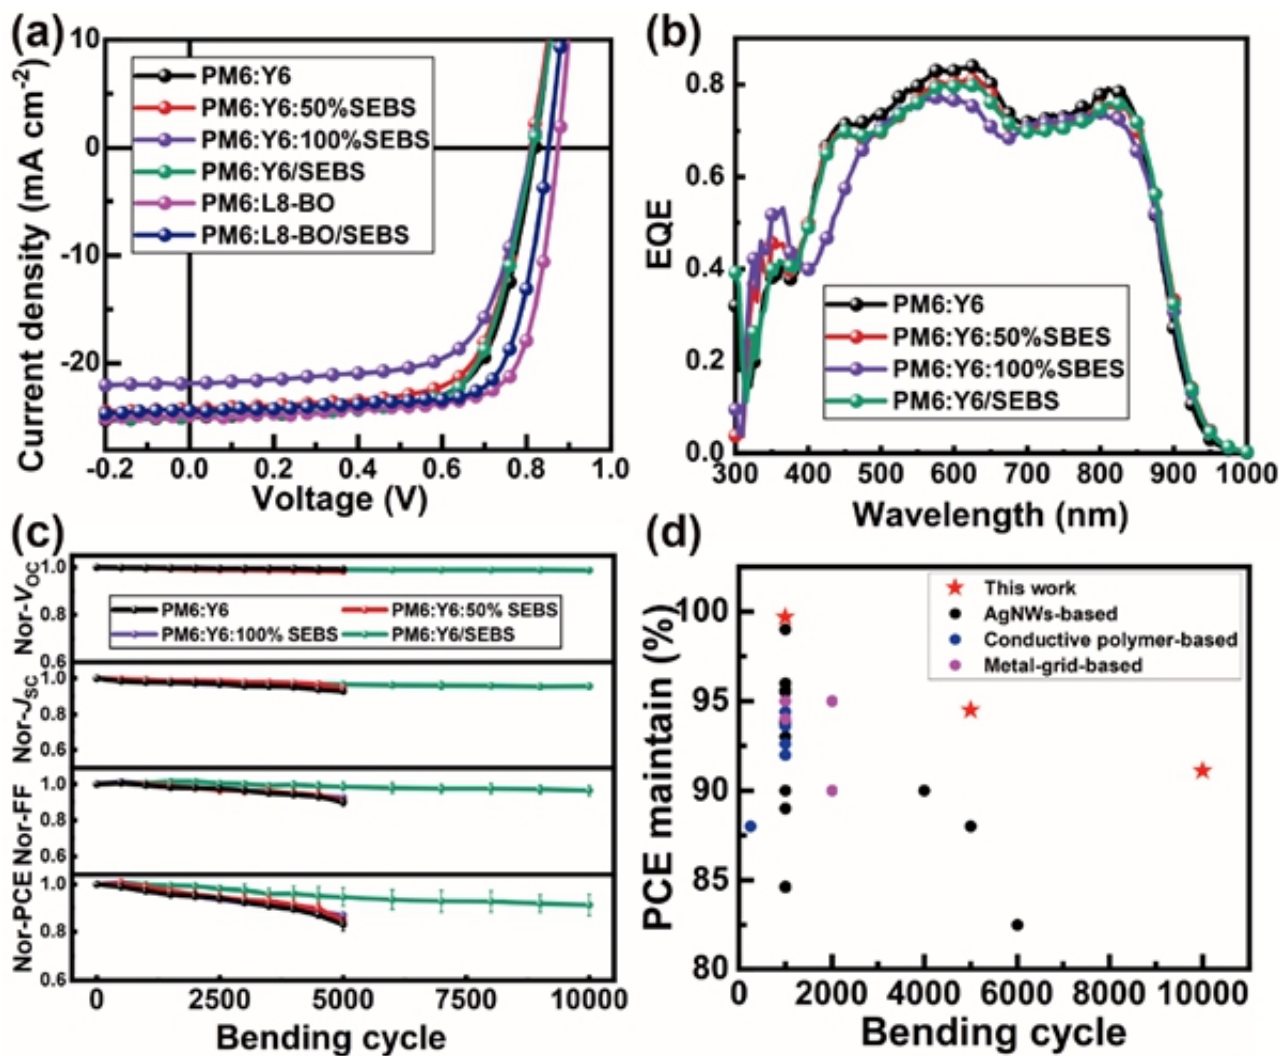 (a)
10
0
-10
-20
Current density (mA cm⁻²)
PM6:Y6
PM6:Y6:50%SEBS
PM6:Y6:100%SEBS
PM6:Y6/SEBS
PM6:L8-BO
PM6:L8-BO/SEBS
-0.2 0.0 0.2 0.4 0.6 0.8 1.0
Voltage (V)
(b)
0.8
0.6
0.4
0.2
0.0
EQE
PM6:Y6
PM6:Y6:50%SBES
PM6:Y6:100%SBES
PM6:Y6/SEBS
300 400 500 600 700 800 900 1000
Wavelength (nm)
(c)
Nor-VOC
1.0
0.8
0.6
PM6:Y6
PM6:Y6:50% SEBS
PM6:Y6:100% SEBS
PM6:Y6/SEBS
Nor-JSC
1.0
0.8
0.6
Nor-FF
1.0
0.8
0.6
Nor-PCE
1.0
0.8
0.6
0 2500 5000 7500 10000
Bending cycle
(d)
PCE maintain (%)
100
95
90
85
80
This work
AgNWs-based
Conductive polymer-based
Metal-grid-based
0 2000 4000 6000 8000 10000
Bending cycle